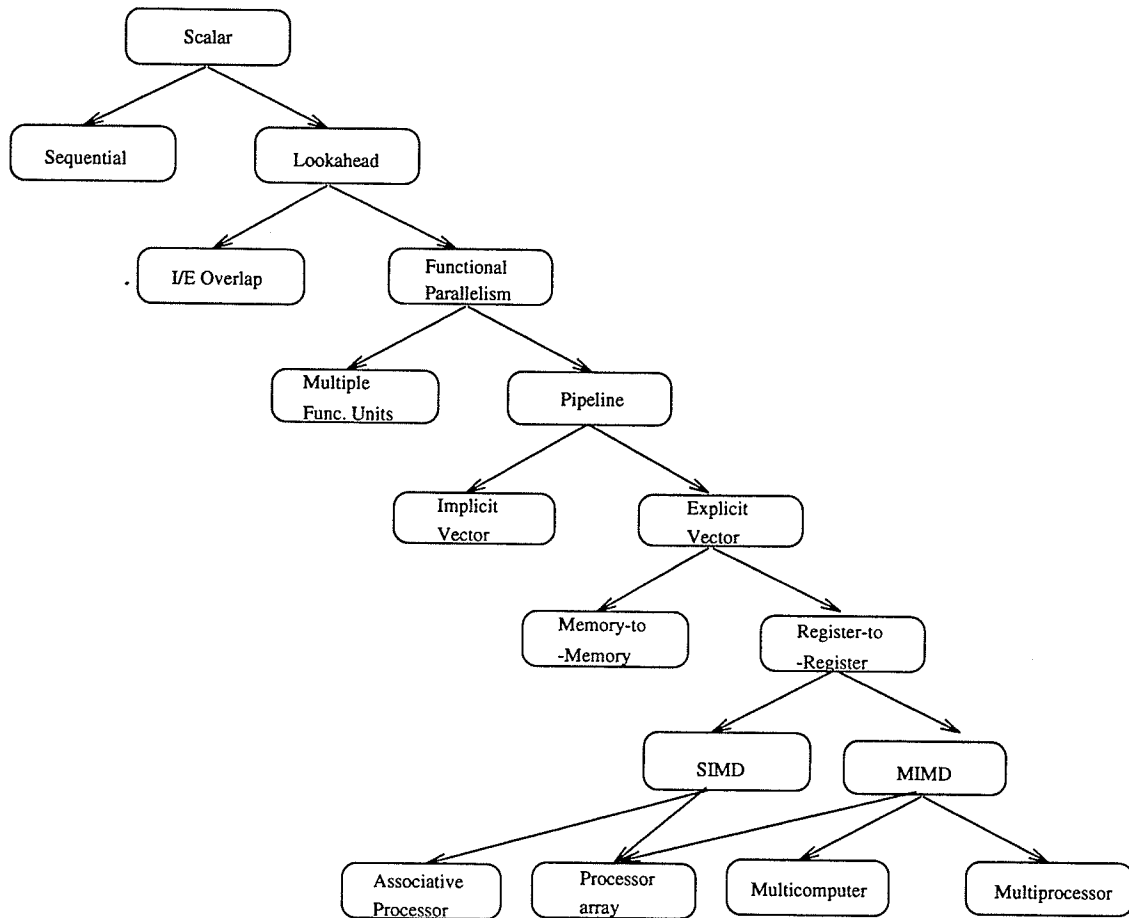 Scalar
Sequential
Lookahead
I/E Overlap
Functional
Parallelism
Multiple
Func. Units
Pipeline
Implicit
Vector
Explicit
Vector
Memory-to
-Memory
Register-to
-Register
SIMD
MIMD
Associative
Processor
Processor
array
Multicomputer
Multiprocessor